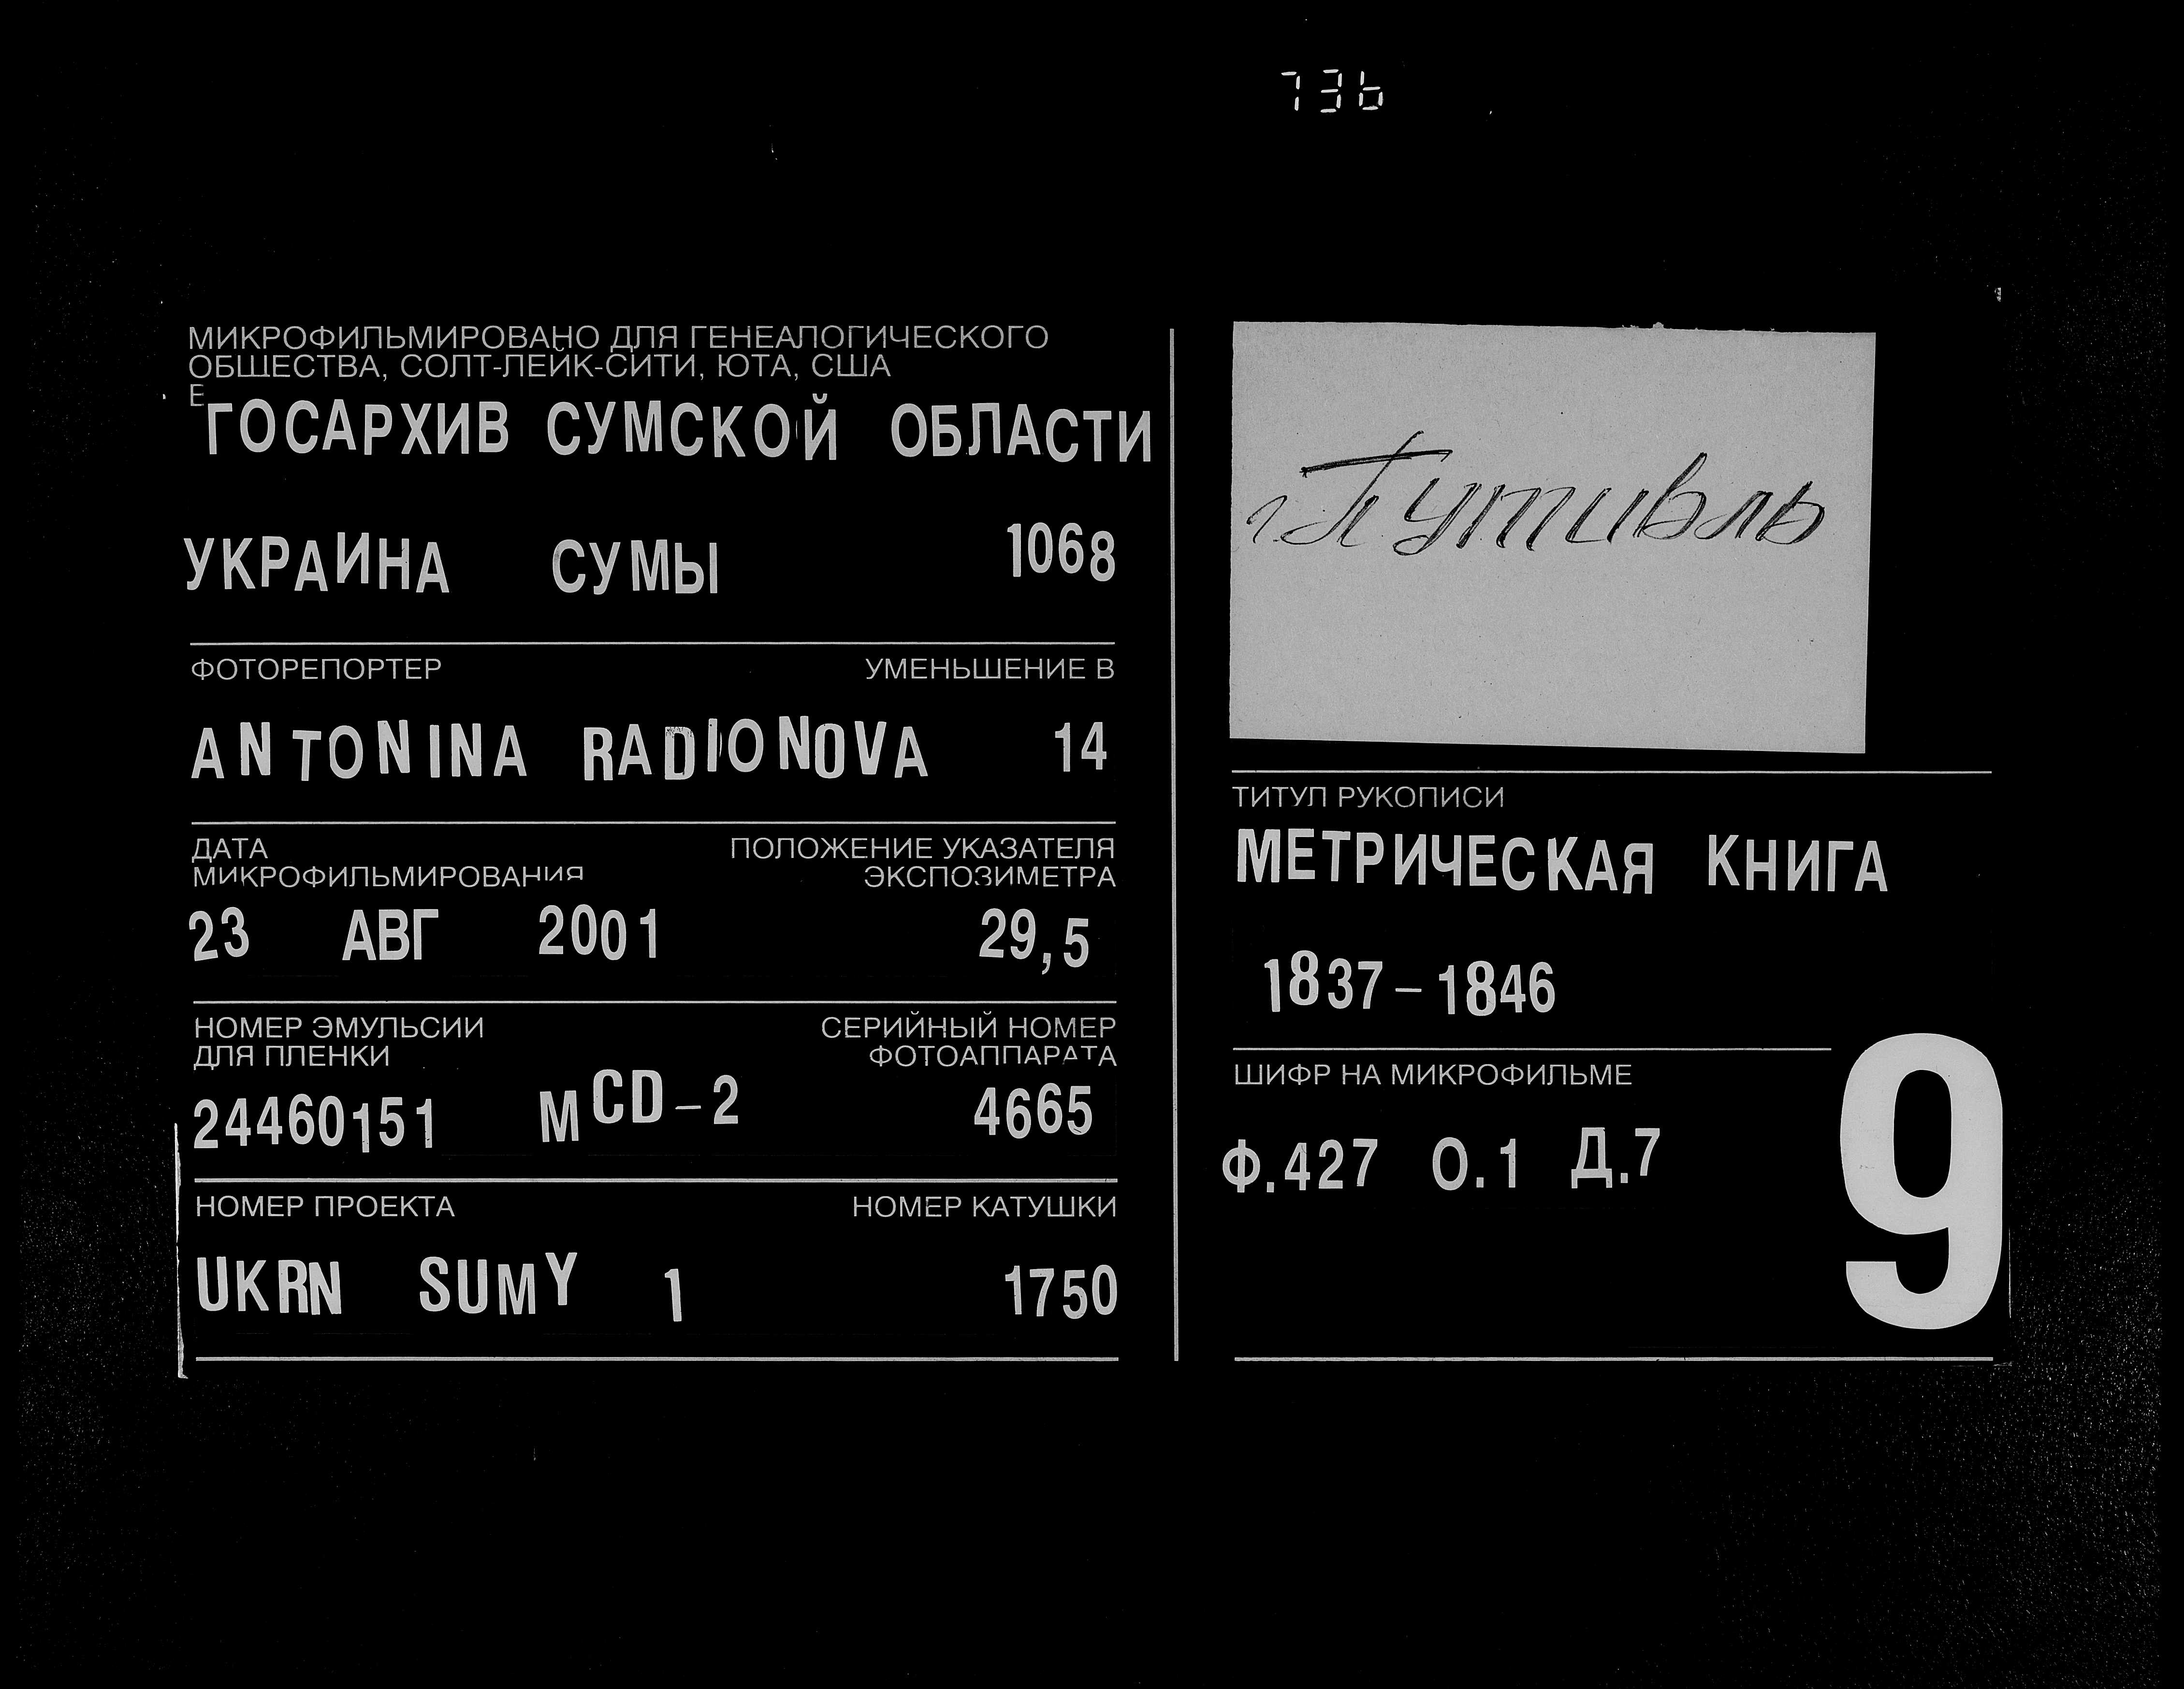 736
МИКРОФИЛЬМИРОВАНО ДЛЯ ГЕНЕАЛОГИЧЕСКОГО
ОБЩЕСТВА, СОЛТ-ЛЕЙК-СИТИ, ЮТА, США
Е
ГОСАРХИВ СУМСКОЙ ОБЛАСТИ
УКРАИНА СУМЫ 1068
ФОТОРЕПОРТЕР УМЕНЬШЕНИЕ В
ANTONINA RADIONOVA 14
ДАТА ПОЛОЖЕНИЕ УКАЗАТЕЛЯ
МИКРОФИЛЬМИРОВАНИЯ ЭКСПОЗИМЕТРА
23 АВГ 2001 29,5
НОМЕР ЭМУЛЬСИИ СЕРИЙНЫЙ НОМЕР
ДЛЯ ПЛЕНКИ ФОТОАППАРАТА
24460151 MCD-2 4665
НОМЕР ПРОЕКТА НОМЕР КАТУШКИ
UKRN SUMY 1 1750
г Путивль
ТИТУЛ РУКОПИСИ
МЕТРИЧЕСКАЯ КНИГА
1837-1846
ШИФР НА МИКРОФИЛЬМЕ
Ф.427 О.1 Д.7
9